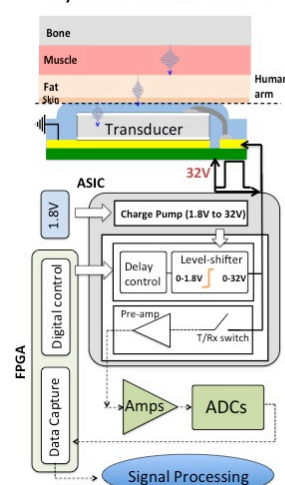 Bone
Muscle
Fat
Skin
Human
arm
Transducer
32V
ASIC
1.8V
Charge Pump (1.8V to 32V)
Digital control
Delay
control
Level-shifter
0-1.8V
0-32V
Pre-amp
T/Rx switch
FPGA
Data Capture
Amps
ADCs
Signal Processing